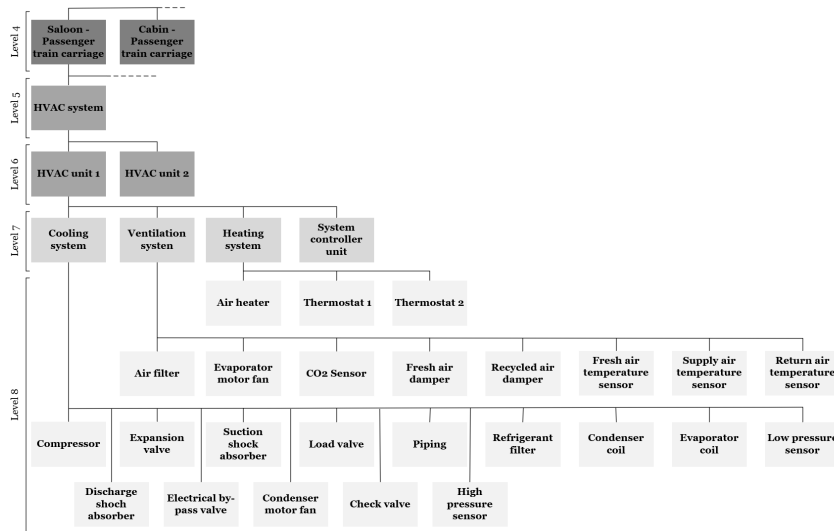 Level 4
Saloon -
Passenger
train carriage
Cabin -
Passenger
train carriage
Level 5
HVAC system
Level 6
HVAC unit 1
HVAC unit 2
Level 7
Cooling
system
Ventilation
systen
Heating
system
System
controller
unit
Level 8
Air heater
Thermostat 1
Thermostat 2
Air filter
Evaporator
motor fan
CO2 Sensor
Fresh air
damper
Recycled air
damper
Fresh air
temperature
sensor
Supply air
temperature
sensor
Return air
temperature
sensor
Compressor
Expansion
valve
Suction
shock
absorber
Load valve
Piping
Refrigerant
filter
Condenser
coil
Evaporator
coil
Low pressure
sensor
Discharge
shoch
absorber
Electrical by-
pass valve
Condenser
motor fan
Check valve
High
pressure
sensor